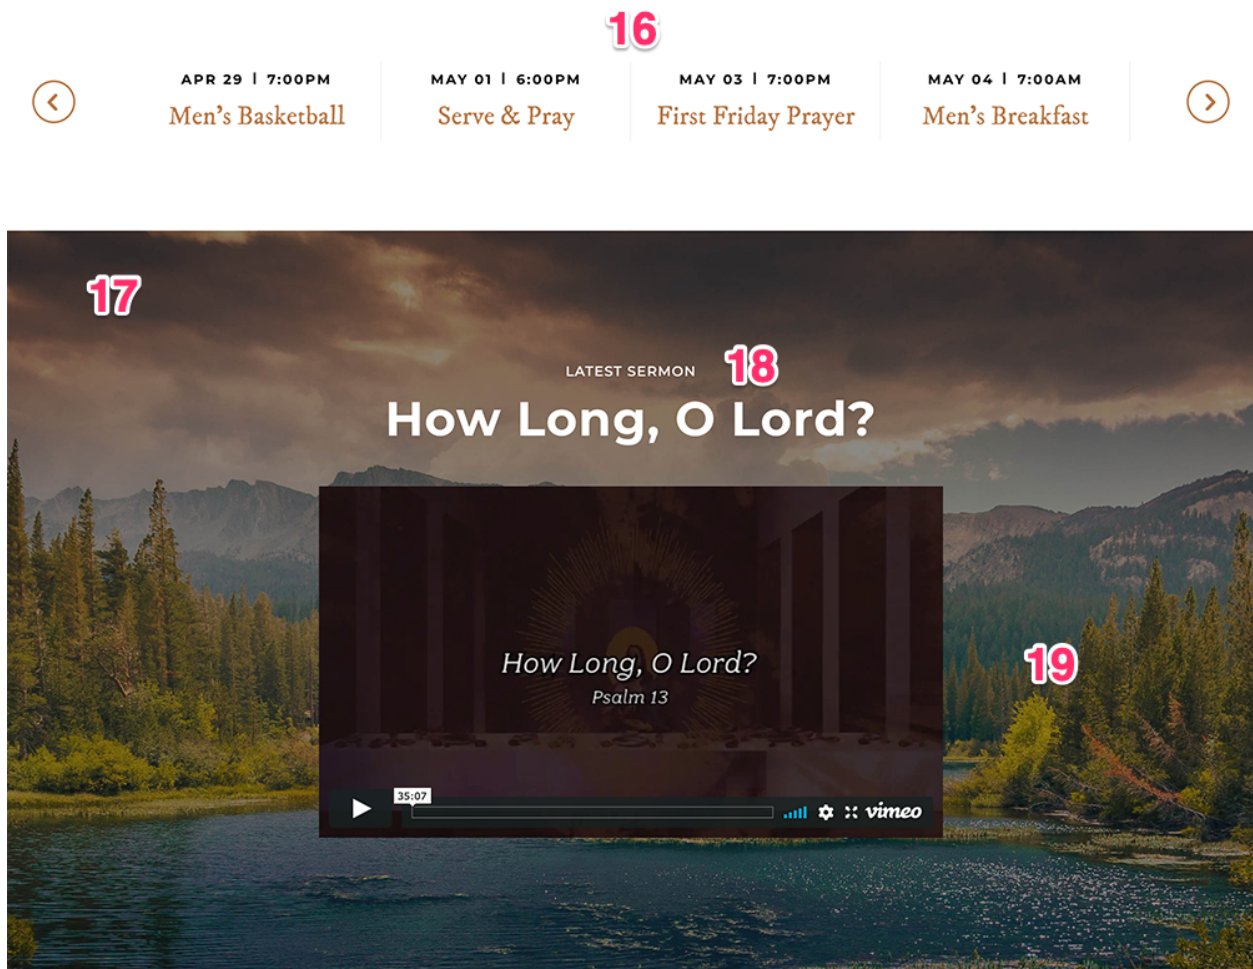 16
APR 29 | 7:00PM
Men's Basketball
MAY 01 | 6:00PM
Serve & Pray
MAY 03 | 7:00PM
First Friday Prayer
MAY 04 | 7:00AM
Men's Breakfast
17
LATEST SERMON 18
How Long, O Lord?
How Long, O Lord?
Psalm 13
19
35:07
vimeo